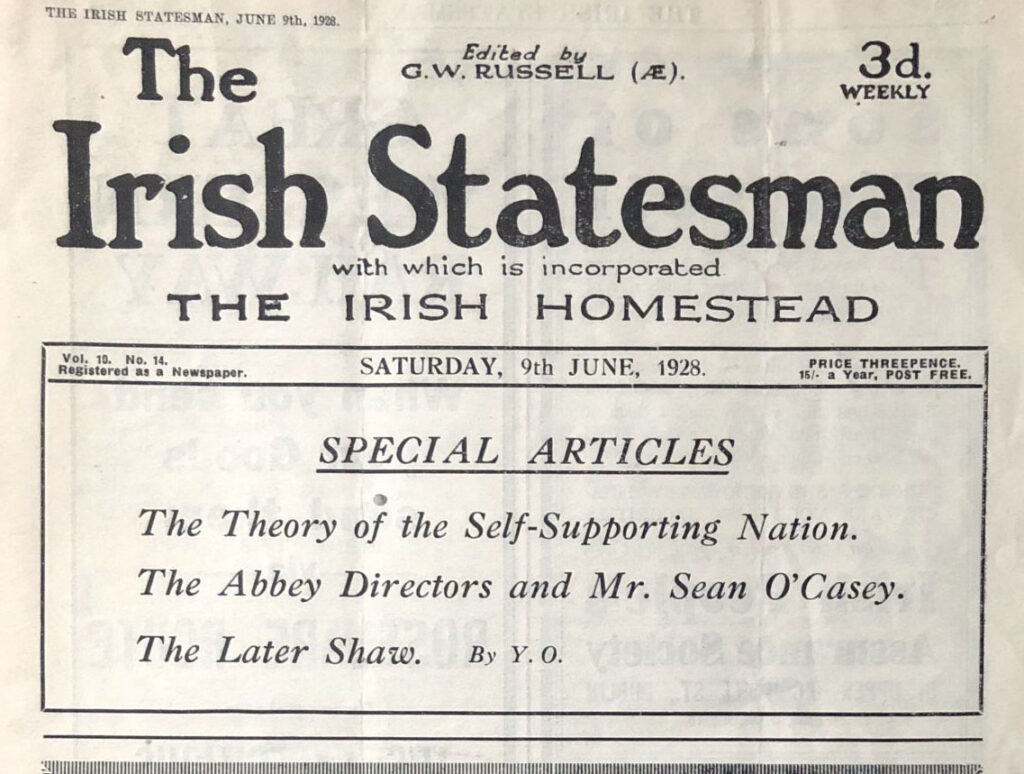 THE IRISH STATESMAN, JUNE 9th, 1928.
The
Edited by
G.W. RUSSELL (Æ).
3d.
WEEKLY
Irish Statesman
with which is incorporated
THE IRISH HOMESTEAD
Vol. 10. No. 14.
Registered as a Newspaper.
SATURDAY, 9th JUNE, 1928.
PRICE THREEPENCE.
15/- a Year, POST FREE.
SPECIAL ARTICLES
The Theory of the Self-Supporting Nation.
The Abbey Directors and Mr. Sean O'Casey.
The Later Shaw. By Y. O.